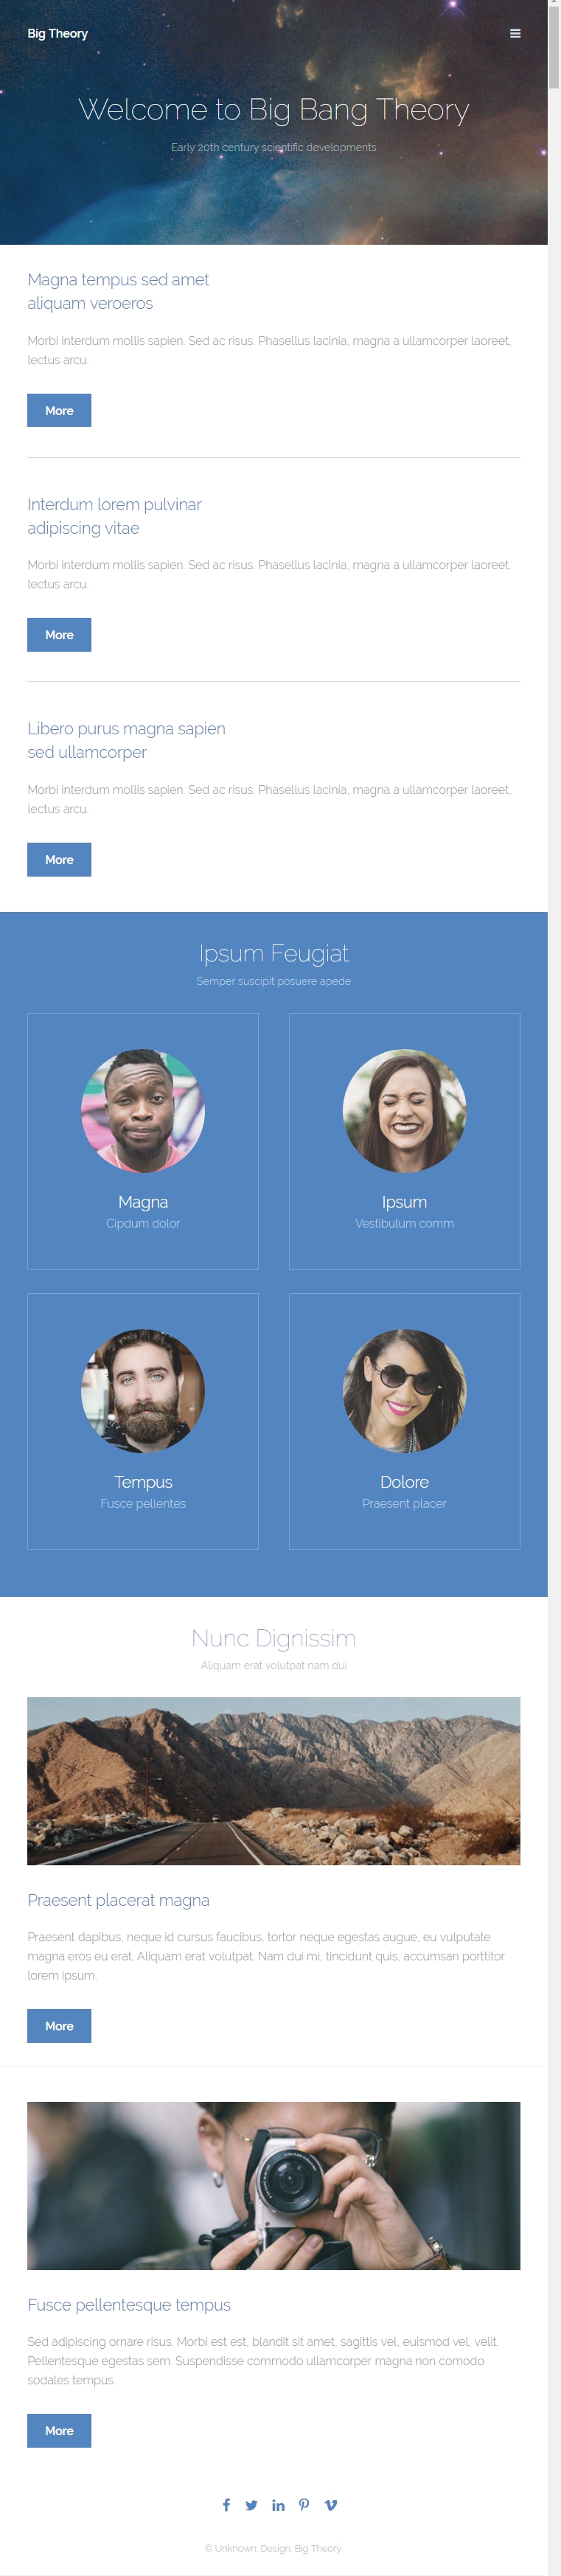 Big Theory
Welcome to Big Bang Theory
Early 20th century scientific developments
Magna tempus sed amet
aliquam veroeros
Morbi interdum mollis sapien. Sed ac risus. Phasellus lacinia, magna a ullamcorper laoreet,
lectus arcu.
More
Interdum lorem pulvinar
adipiscing vitae
Morbi interdum mollis sapien. Sed ac risus. Phasellus lacinia, magna a ullamcorper laoreet,
lectus arcu.
More
Libero purus magna sapien
sed ullamcorper
Morbi interdum mollis sapien. Sed ac risus. Phasellus lacinia, magna a ullamcorper laoreet,
lectus arcu.
More
Ipsum Feugiat
Semper suscipit posuere apede
Magna
Cipdum dolor
Ipsum
Vestibulum comm
Tempus
Fusce pellentes
Dolore
Praesent placer
Nunc Dignissim
Aliquam erat volutpat nam dui
Praesent placerat magna
Praesent dapibus, neque id cursus faucibus, tortor neque egestas augue, eu vulputate
magna eros eu erat. Aliquam erat volutpat. Nam dui mi, tincidunt quis, accumsan porttitor
lorem ipsum.
More
Fusce pellentesque tempus
Sed adipiscing ornare risus. Morbi est est, blandit sit amet, sagittis vel, euismod vel, velit.
Pellentesque egestas sem. Suspendisse commodo ullamcorper magna non comodo
sodales tempus.
More
© Unknown. Design: Big Theory.